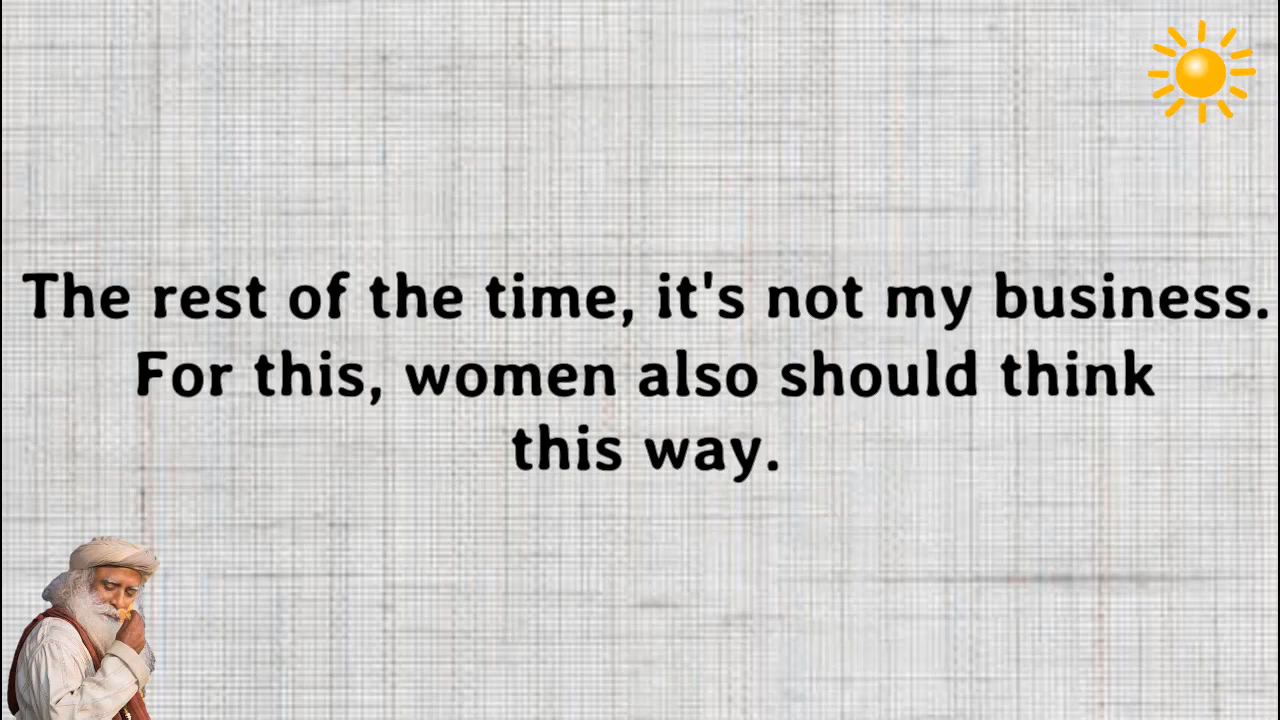 The rest of the time, it's not my business.
For this, women also should think
this way.